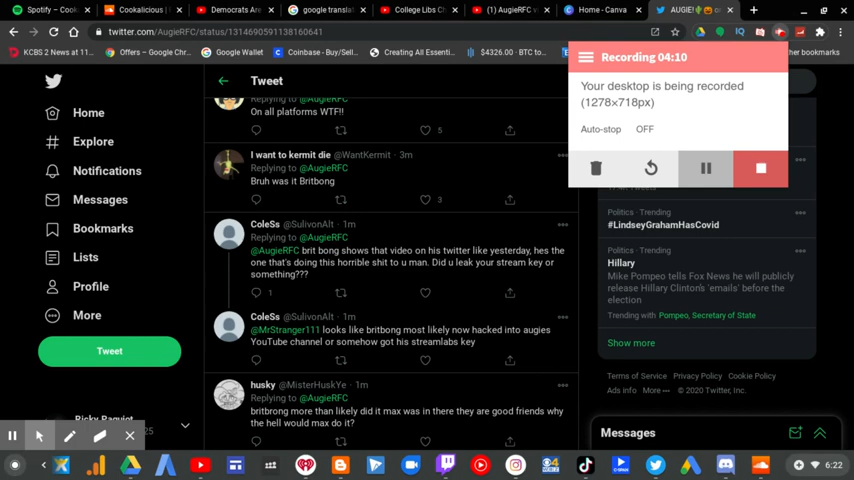 Spotify – Cook
Cookalicious |
Democrats Are
google transla
College Libs Ch
(1) AugieRFC v
Home - Canva
AUGIE! on
twitter.com/AugieRFC/status/1314690591138160641
KCBS 2 News at 11...
Offers – Google Chr...
Google Wallet
Coinbase - Buy/Sell...
Creating All Essenti...
$4326.00 - BTC to...
her bookmarks
Recording 04:10
Your desktop is being recorded
(1278×718px)
Auto-stop OFF
Home
Explore
Notifications
Messages
Bookmarks
Lists
Profile
More
Tweet
Ricky Paquiot
25
Tweet
Replying to @AugieRFC
On all platforms WTF!!
5
I want to kermit die @WantKermit · 3m
Replying to @AugieRFC
Bruh was it Britbong
3
ColeSs @SulivonAlt · 1m
Replying to @AugieRFC
@AugieRFC brit bong shows that video on his twitter like yesterday, hes the
one that's doing this horrible shit to u man. Did u leak your stream key or
something???
1
ColeSs @SulivonAlt · 1m
@MrStranger111 looks like britbong most likely now hacked into augies
YouTube channel or somehow got his streamlabs key
husky @MisterHuskYe · 1m
Replying to @AugieRFC
britbrong more than likely did it max was in there they are good friends why
the hell would max do it?
Politics · Trending
#LindseyGrahamHasCovid
Politics · Trending
Hillary
Mike Pompeo tells Fox News he will publicly
release Hillary Clinton's 'emails' before the
election
Trending with Pompeo, Secretary of State
Show more
Terms of Service Privacy Policy Cookie Policy
Ads info More ··· © 2020 Twitter, Inc.
Messages
6:22